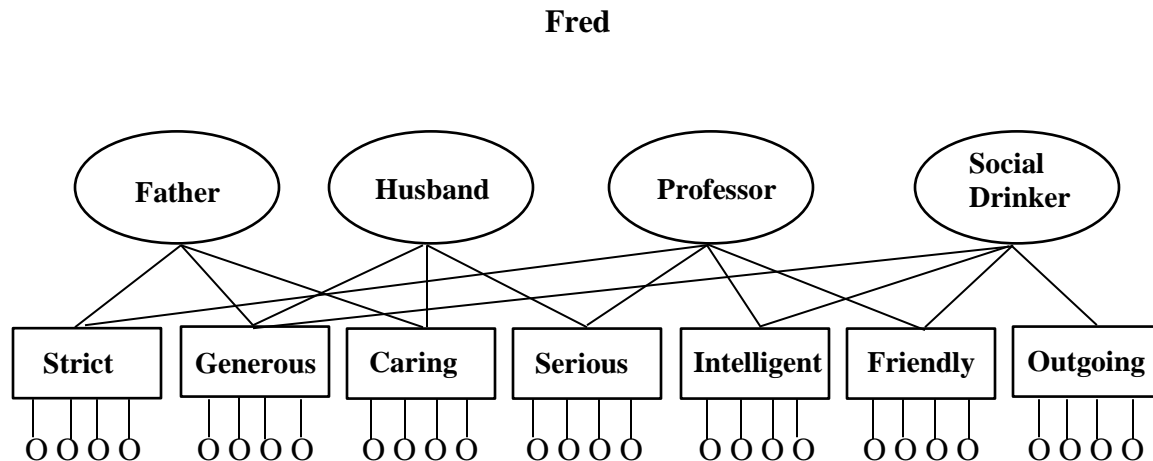 Fred
Father
Husband
Professor
Social
Drinker
Strict
Generous
Caring
Serious
Intelligent
Friendly
Outgoing
O O O O O O O O O O O O O O O O O O O O O O O O O O O O